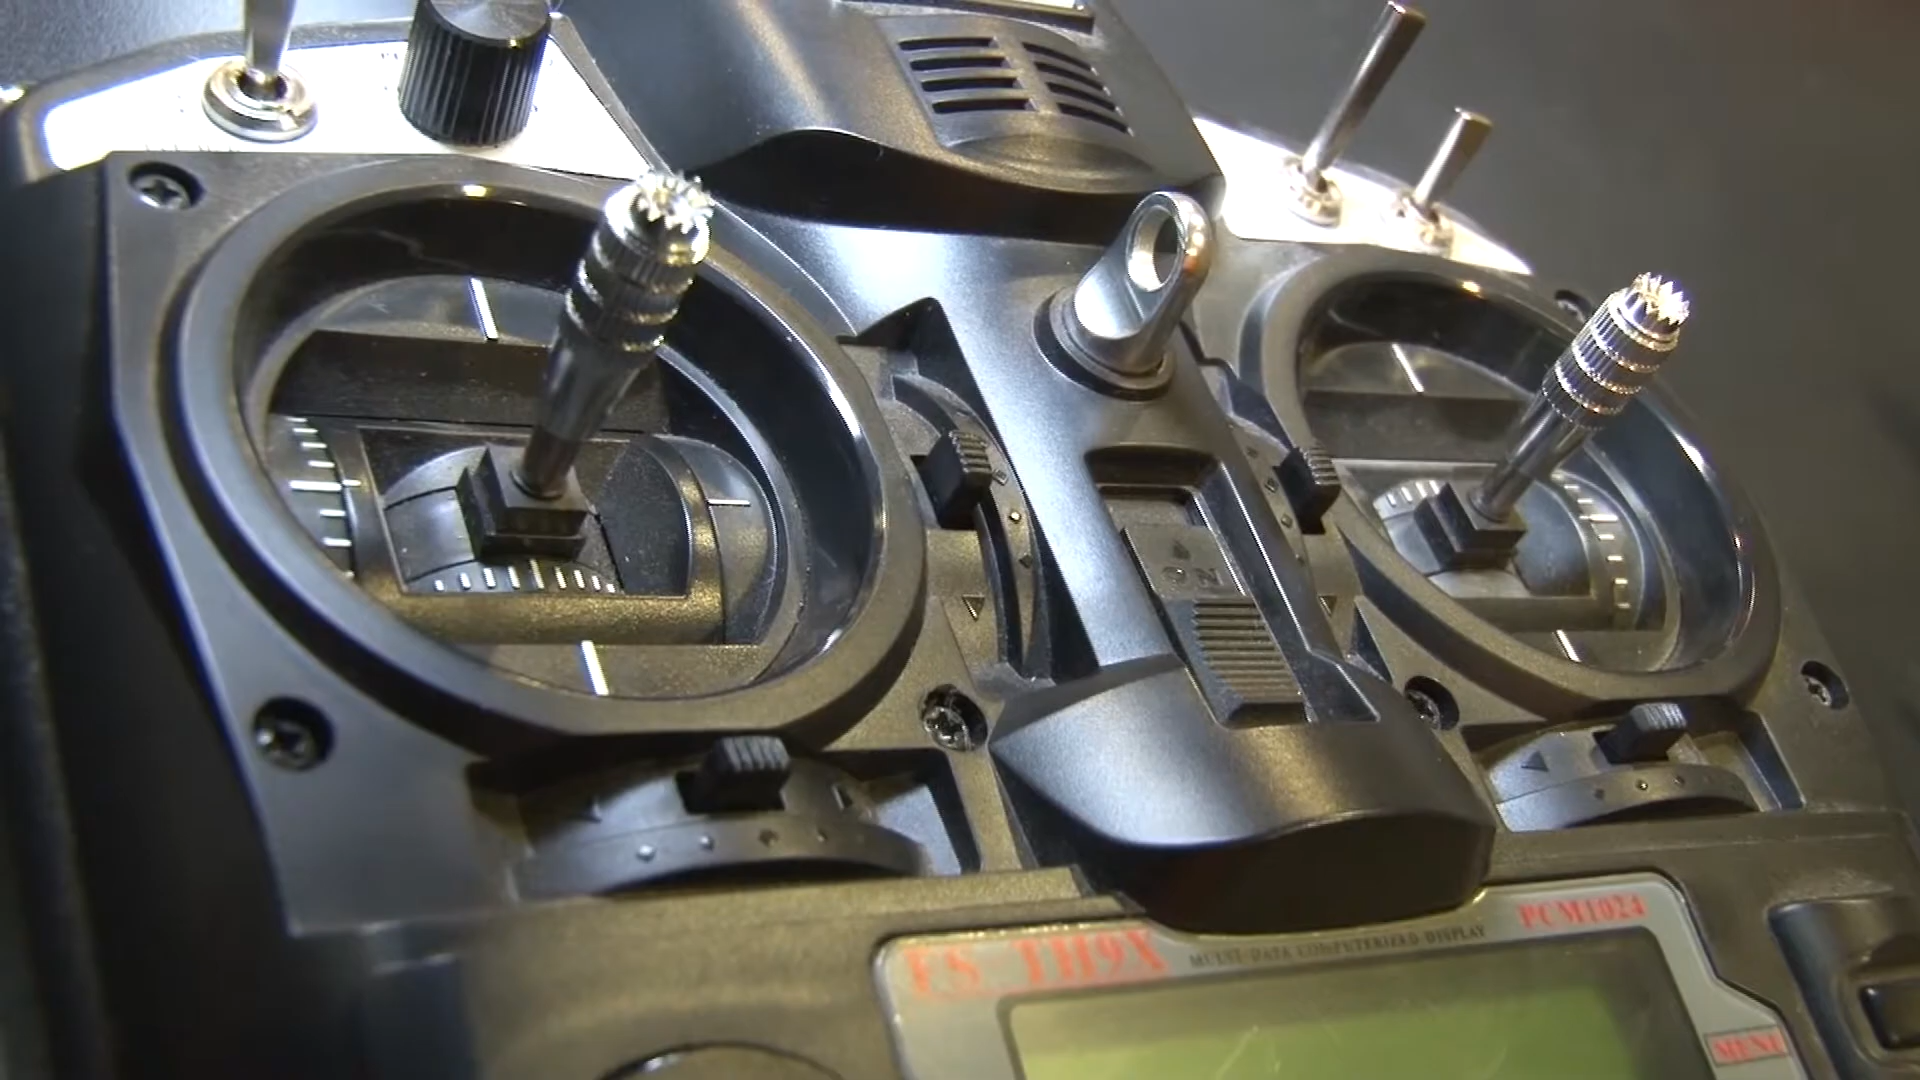 ON
FS TH9X
MULTI-DATA COMPUTERIZED DISPLAY
PCM1024
MENU